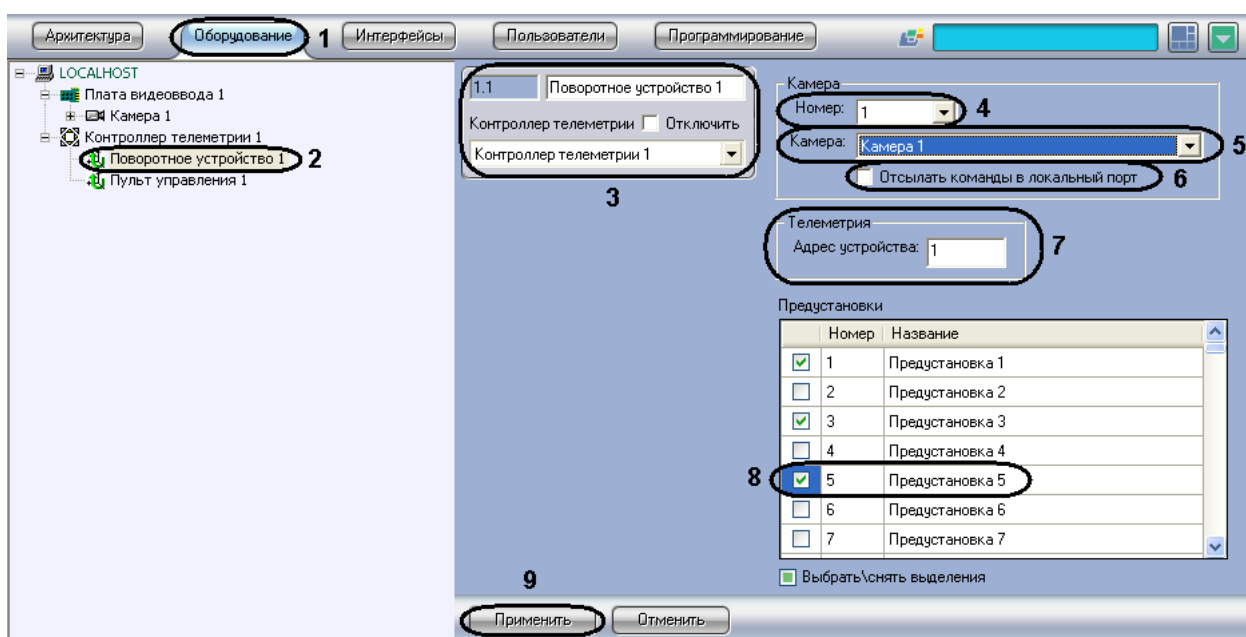 Архитектура Оборудование 1 Интерфейсы Пользователи Программирование
LOCALHOST
Плата видеоввода 1
Камера 1
Контроллер телеметрии 1
Поворотное устройство 1 2
Пульт управления 1
1.1 Поворотное устройство 1
Контроллер телеметрии Отключить
Контроллер телеметрии 1
3
Камера
Номер: 1 4
Камера: Камера 1 5
Отсылать команды в локальный порт 6
Телеметрия
Адрес устройства: 1 7
Предустановки
Номер Название
1 Предустановка 1
2 Предустановка 2
3 Предустановка 3
4 Предустановка 4
8 5 Предустановка 5
6 Предустановка 6
7 Предустановка 7
Выбрать\снять выделения
9
Применить Отменить